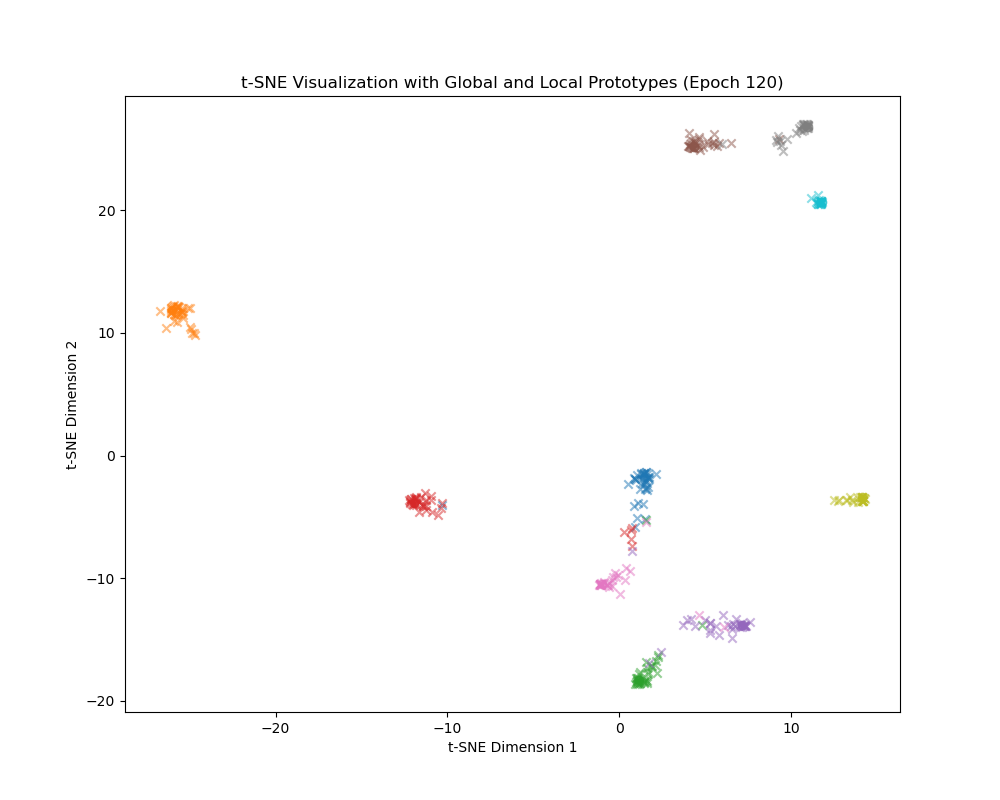 t-SNE Visualization with Global and Local Prototypes (Epoch 120)
20
10
0
−10
−20
t-SNE Dimension 2
−20 −10 0 10
t-SNE Dimension 1